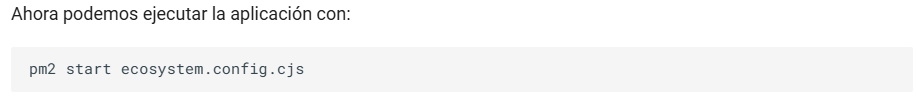 Ahora podemos ejecutar la aplicación con:
pm2 start ecosystem.config.cjs